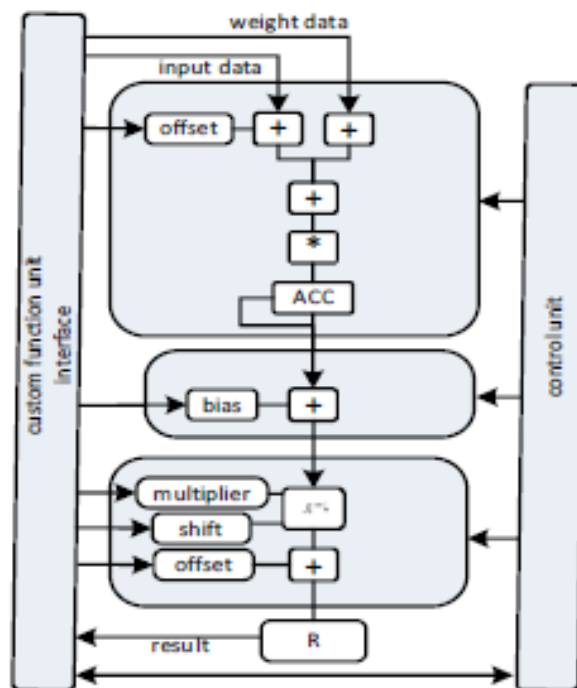 weight data
input data
offset
+
+
+
*
ACC
custom function unit
interface
control unit
bias
+
multiplier
shift
offset
+
result
R